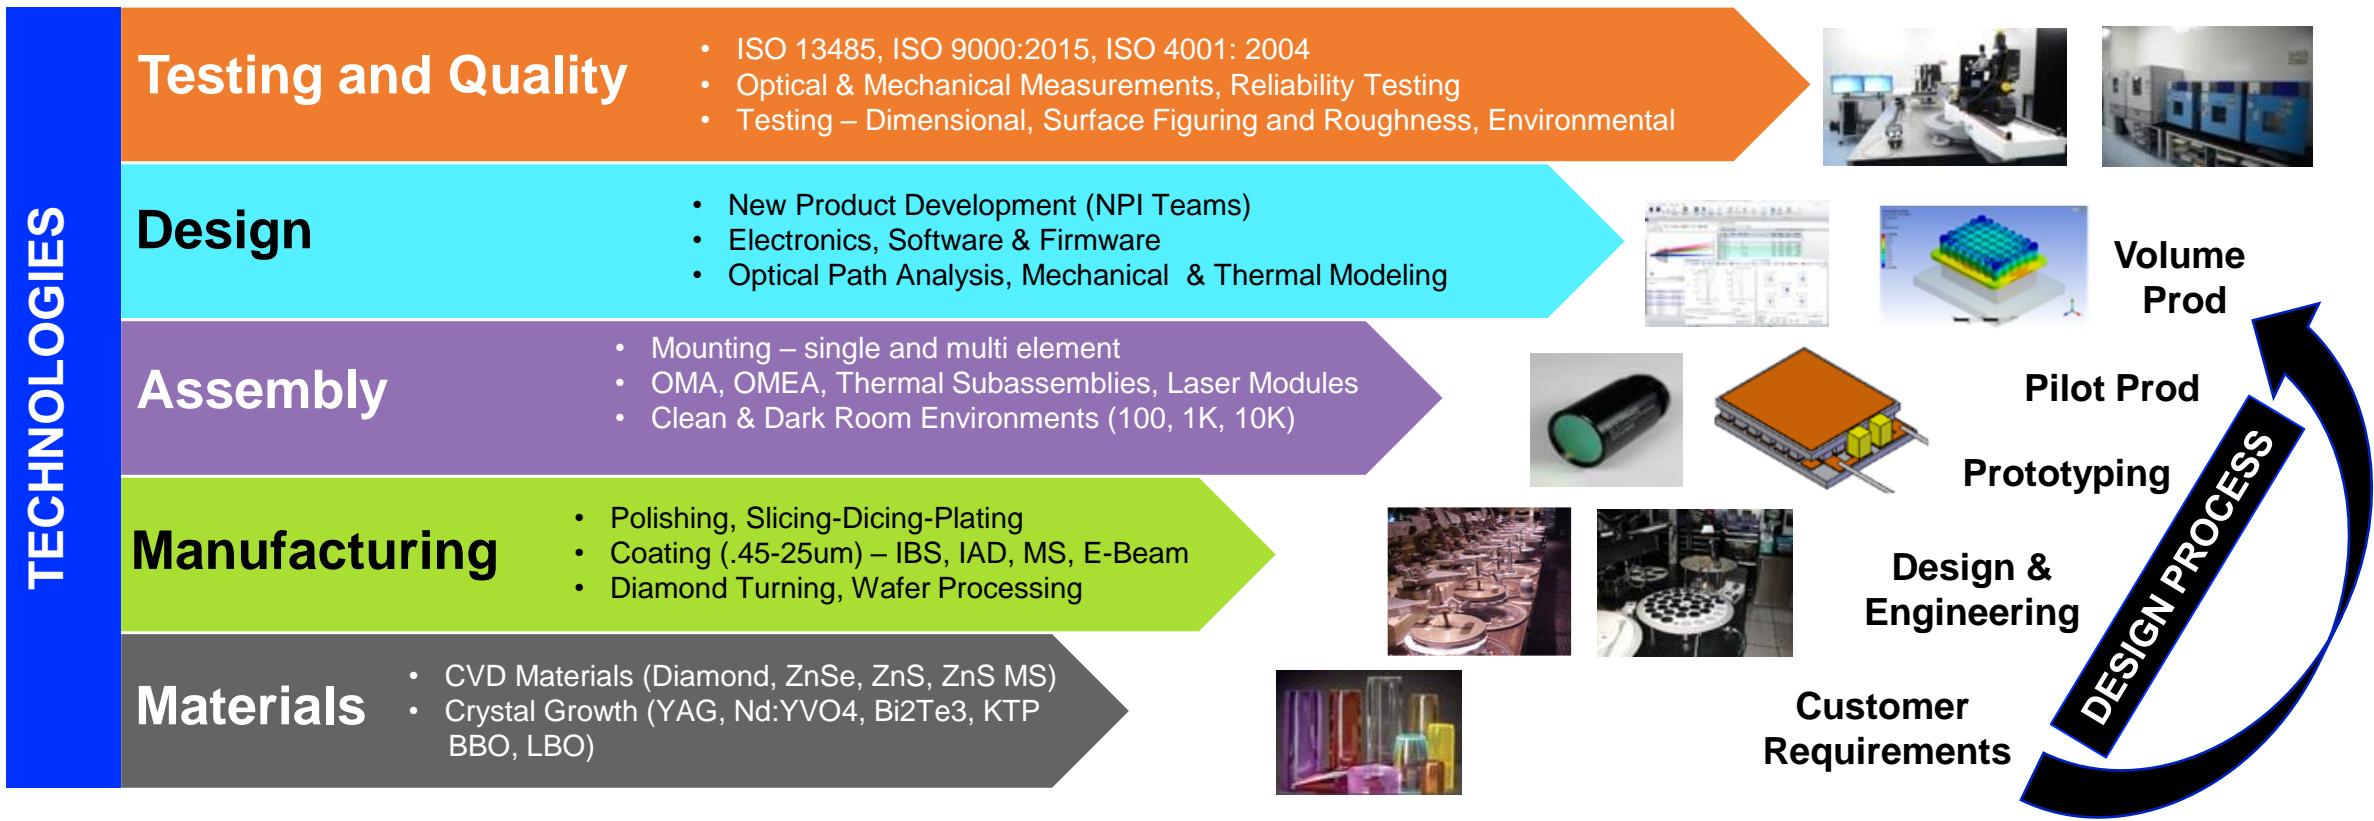 TECHNOLOGIES
Testing and Quality
• ISO 13485, ISO 9000:2015, ISO 4001: 2004
• Optical & Mechanical Measurements, Reliability Testing
• Testing – Dimensional, Surface Figuring and Roughness, Environmental
Design
• New Product Development (NPI Teams)
• Electronics, Software & Firmware
• Optical Path Analysis, Mechanical & Thermal Modeling
Assembly
• Mounting – single and multi element
• OMA, OMEA, Thermal Subassemblies, Laser Modules
• Clean & Dark Room Environments (100, 1K, 10K)
Manufacturing
• Polishing, Slicing-Dicing-Plating
• Coating (.45-25um) – IBS, IAD, MS, E-Beam
• Diamond Turning, Wafer Processing
Materials
• CVD Materials (Diamond, ZnSe, ZnS, ZnS MS)
• Crystal Growth (YAG, Nd:YVO4, Bi2Te3, KTP
BBO, LBO)
Volume
Prod
Pilot Prod
Prototyping
Design &
Engineering
Customer
Requirements
DESIGN PROCESS